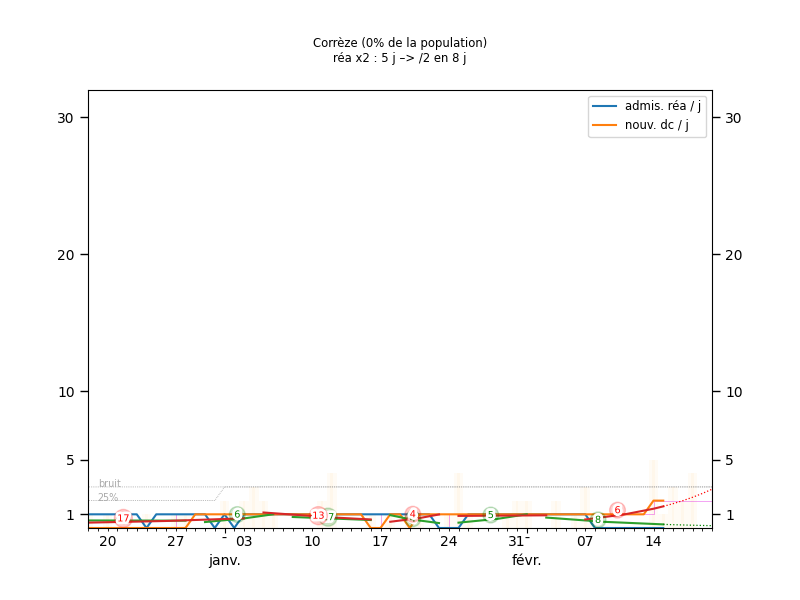 Corrèze (0% de la population)
réa x2 : 5 j –> /2 en 8 j
admis. réa / j
nouv. dc / j
30 30
20 20
10 10
5 5
bruit
25%
1 1
17 6 13 7 4 5 8 6
20 27 - 03 10 17 24 31- 07 14
janv. févr.